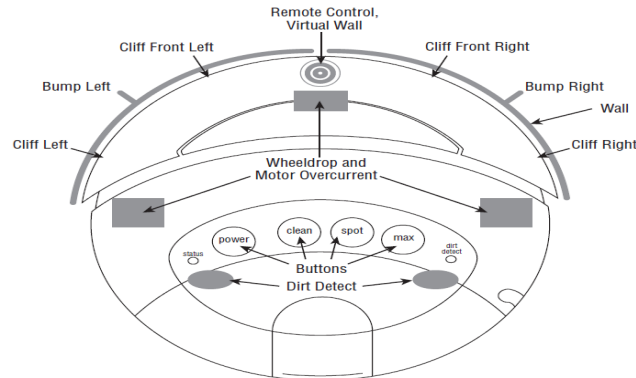 Remote Control,
Virtual Wall
Cliff Front Left
Cliff Front Right
Bump Left
Bump Right
Wall
Cliff Left
Cliff Right
Wheeldrop and
Motor Overcurrent
power
clean
spot
max
status
dirt
detect
Buttons
Dirt Detect